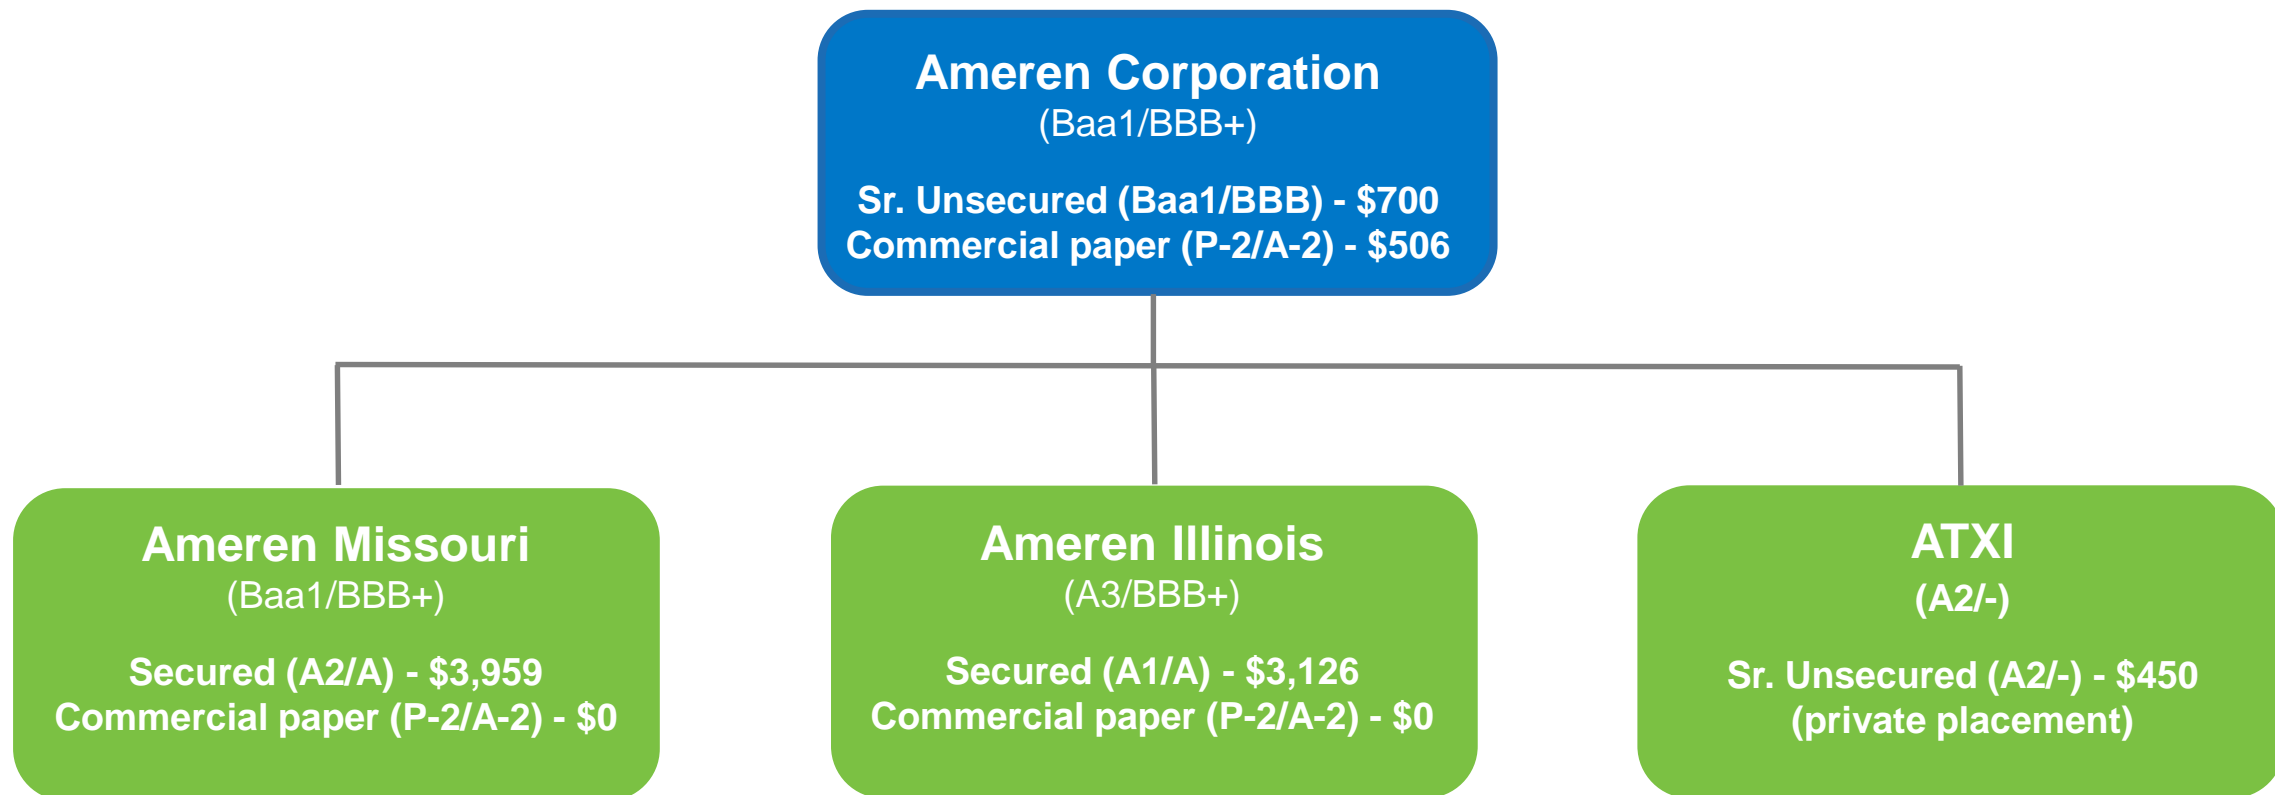 Ameren Corporation
(Baa1/BBB+)
Sr. Unsecured (Baa1/BBB) - $700
Commercial paper (P-2/A-2) - $506
Ameren Missouri
(Baa1/BBB+)
Secured (A2/A) - $3,959
Commercial paper (P-2/A-2) - $0
Ameren Illinois
(A3/BBB+)
Secured (A1/A) - $3,126
Commercial paper (P-2/A-2) - $0
ATXI
(A2/-)
Sr. Unsecured (A2/-) - $450
(private placement)